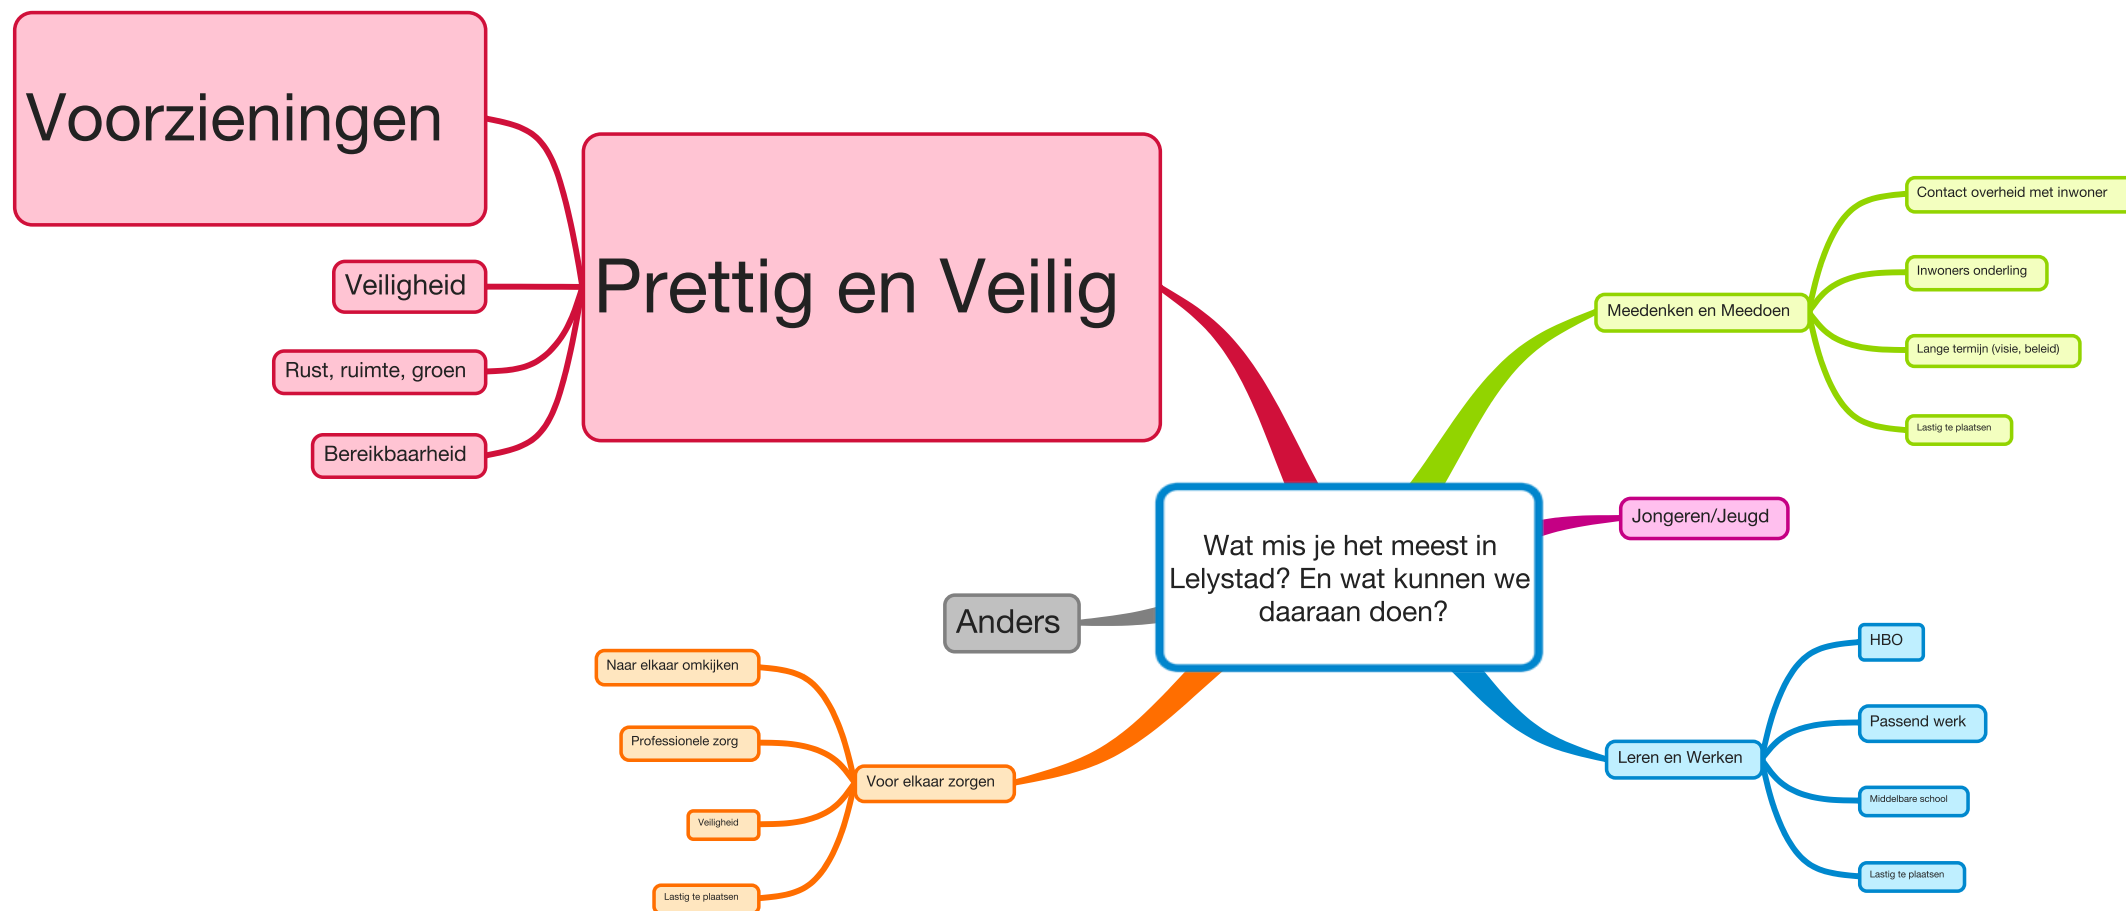 Voorzieningen
Veiligheid
Rust, ruimte, groen
Bereikbaarheid
Prettig en Veilig
Contact overheid met inwoner
Inwoners onderling
Meedenken en Meedoen
Lange termijn (visie, beleid)
Lastig te plaatsen
Jongeren/Jeugd
Wat mis je het meest in
Lelystad? En wat kunnen we
daaraan doen?
Anders
Naar elkaar omkijken
Professionele zorg
Voor elkaar zorgen
Veiligheid
Lastig te plaatsen
HBO
Passend werk
Leren en Werken
Middelbare school
Lastig te plaatsen